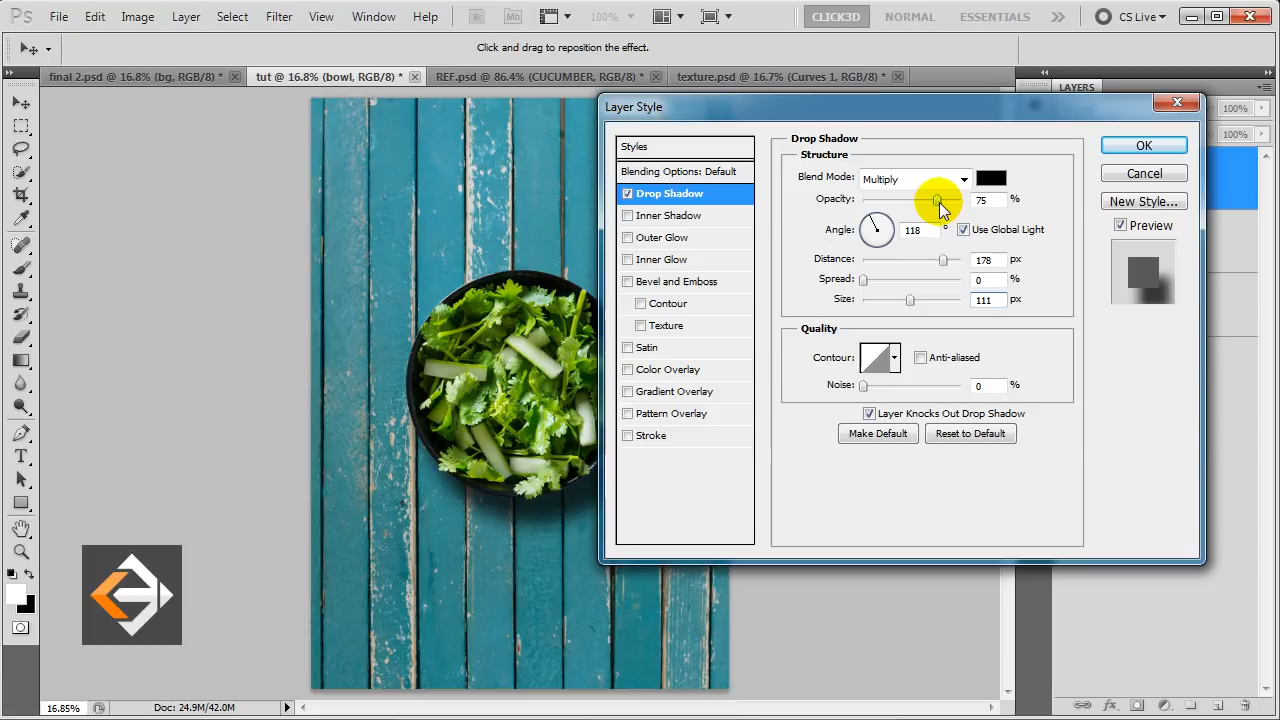 Ps File Edit Image Layer Select Filter View Window Help Br Mb 100% CLICK3D NORMAL ESSENTIALS CS Live
Click and drag to reposition the effect.
final 2.psd @ 16.8% (bg, RGB/8) * tut @ 16.8% (bowl, RGB/8) * REF.psd @ 86.4% (CUCUMBER, RGB/8) * texture.psd @ 16.7% (Curves 1, RGB/8) *
LAYERS
100%
100%
Layer Style
Styles
Blending Options: Default
Drop Shadow
Inner Shadow
Outer Glow
Inner Glow
Bevel and Emboss
Contour
Texture
Satin
Color Overlay
Gradient Overlay
Pattern Overlay
Stroke
Drop Shadow
Structure
Blend Mode: Multiply
Opacity: 75 %
Angle: 118 ° Use Global Light
Distance: 178 px
Spread: 0 %
Size: 111 px
Quality
Contour: Anti-aliased
Noise: 0 %
Layer Knocks Out Drop Shadow
Make Default Reset to Default
OK
Cancel
New Style...
Preview
T
16.85% Doc: 24.9M/42.0M
fx